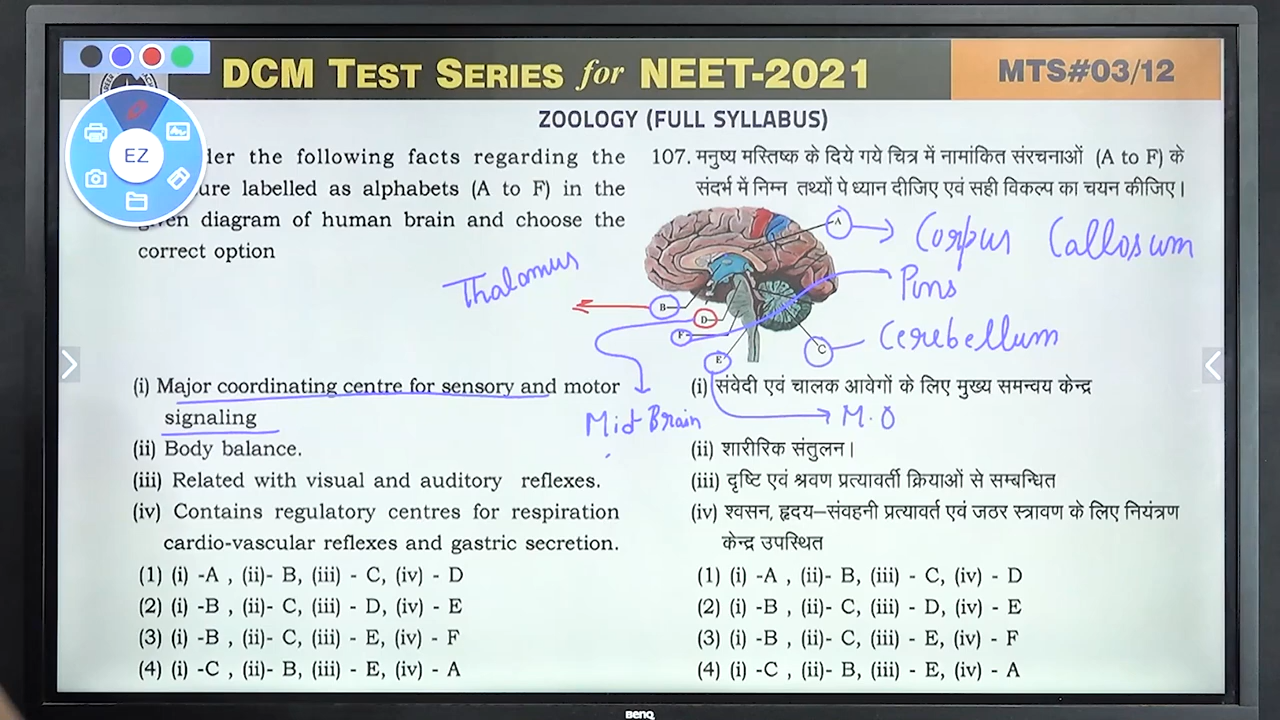 DCM TEST SERIES for NEET-2021
MTS#03/12
ZOOLOGY (FULL SYLLABUS)
EZ
der the following facts regarding the
ure labelled as alphabets (A to F) in the
given diagram of human brain and choose the
correct option
Thalamus
(i) Major coordinating centre for sensory and motor
signaling
(ii) Body balance.
(iii) Related with visual and auditory reflexes.
(iv) Contains regulatory centres for respiration
cardio-vascular reflexes and gastric secretion.
(1) (i) -A , (ii)- B, (iii) - C, (iv) - D
(2) (i) -B , (ii)- C, (iii) - D, (iv) - E
(3) (i) -B , (ii)- C, (iii) - E, (iv) - F
(4) (i) -C , (ii)- B, (iii) - E, (iv) - A
107. मनुष्य मस्तिष्क के दिये गये चित्र में नामांकित संरचनाओं (A to F) के
संदर्भ में निम्न तथ्यों पे ध्यान दीजिए एवं सही विकल्प का चयन कीजिए।
A
Corpus Callosum
Pins
B
D
F
Cerebellum
C
E
Mid Brain
M.O
(i) संवेदी एवं चालक आवेगों के लिए मुख्य समन्वय केन्द्र
(ii) शारीरिक संतुलन।
(iii) दृष्टि एवं श्रवण प्रत्यावर्ती क्रियाओं से सम्बन्धित
(iv) श्वसन, हृदय–संवहनी प्रत्यावर्त एवं जठर स्त्रावण के लिए नियंत्रण
केन्द्र उपस्थित
(1) (i) -A , (ii)- B, (iii) - C, (iv) - D
(2) (i) -B , (ii)- C, (iii) - D, (iv) - E
(3) (i) -B , (ii)- C, (iii) - E, (iv) - F
(4) (i) -C , (ii)- B, (iii) - E, (iv) - A
BenQ